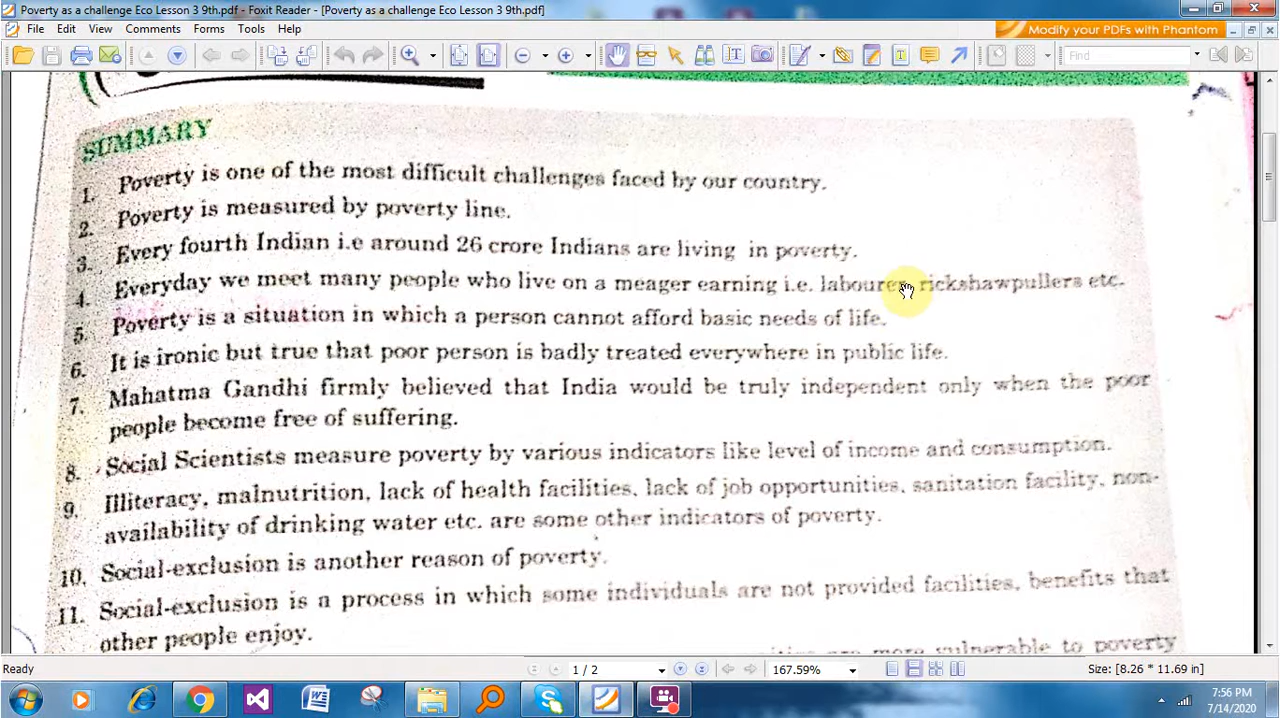 Poverty as a challenge Eco Lesson 3 9th.pdf - Foxit Reader - [Poverty as a challenge Eco Lesson 3 9th.pdf]
File Edit View Comments Forms Tools Help
Modify your PDFs with Phantom
Find
SUMMARY
1. Poverty is one of the most difficult challenges faced by our country.
2. Poverty is measured by poverty line.
3. Every fourth Indian i.e around 26 crore Indians are living in poverty.
4. Everyday we meet many people who live on a meager earning i.e. labourers rickshawpullers etc.
5. Poverty is a situation in which a person cannot afford basic needs of life.
6. It is ironic but true that poor person is badly treated everywhere in public life.
7. Mahatma Gandhi firmly believed that India would be truly independent only when the poor
people become free of suffering.
8. Social Scientists measure poverty by various indicators like level of income and consumption.
9. Illiteracy, malnutrition, lack of health facilities, lack of job opportunities, sanitation facility, non-
availability of drinking water etc. are some other indicators of poverty.
10. Social-exclusion is another reason of poverty.
11. Social-exclusion is a process in which some individuals are not provided facilities, benefits that
other people enjoy.
are more vulnerable to poverty
Ready
1 / 2
167.59%
Size: [8.26 * 11.69 in]
7:56 PM
7/14/2020